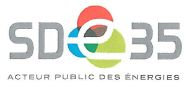 SDe35
ACTEUR PUBLIC DES ÉNERGIES